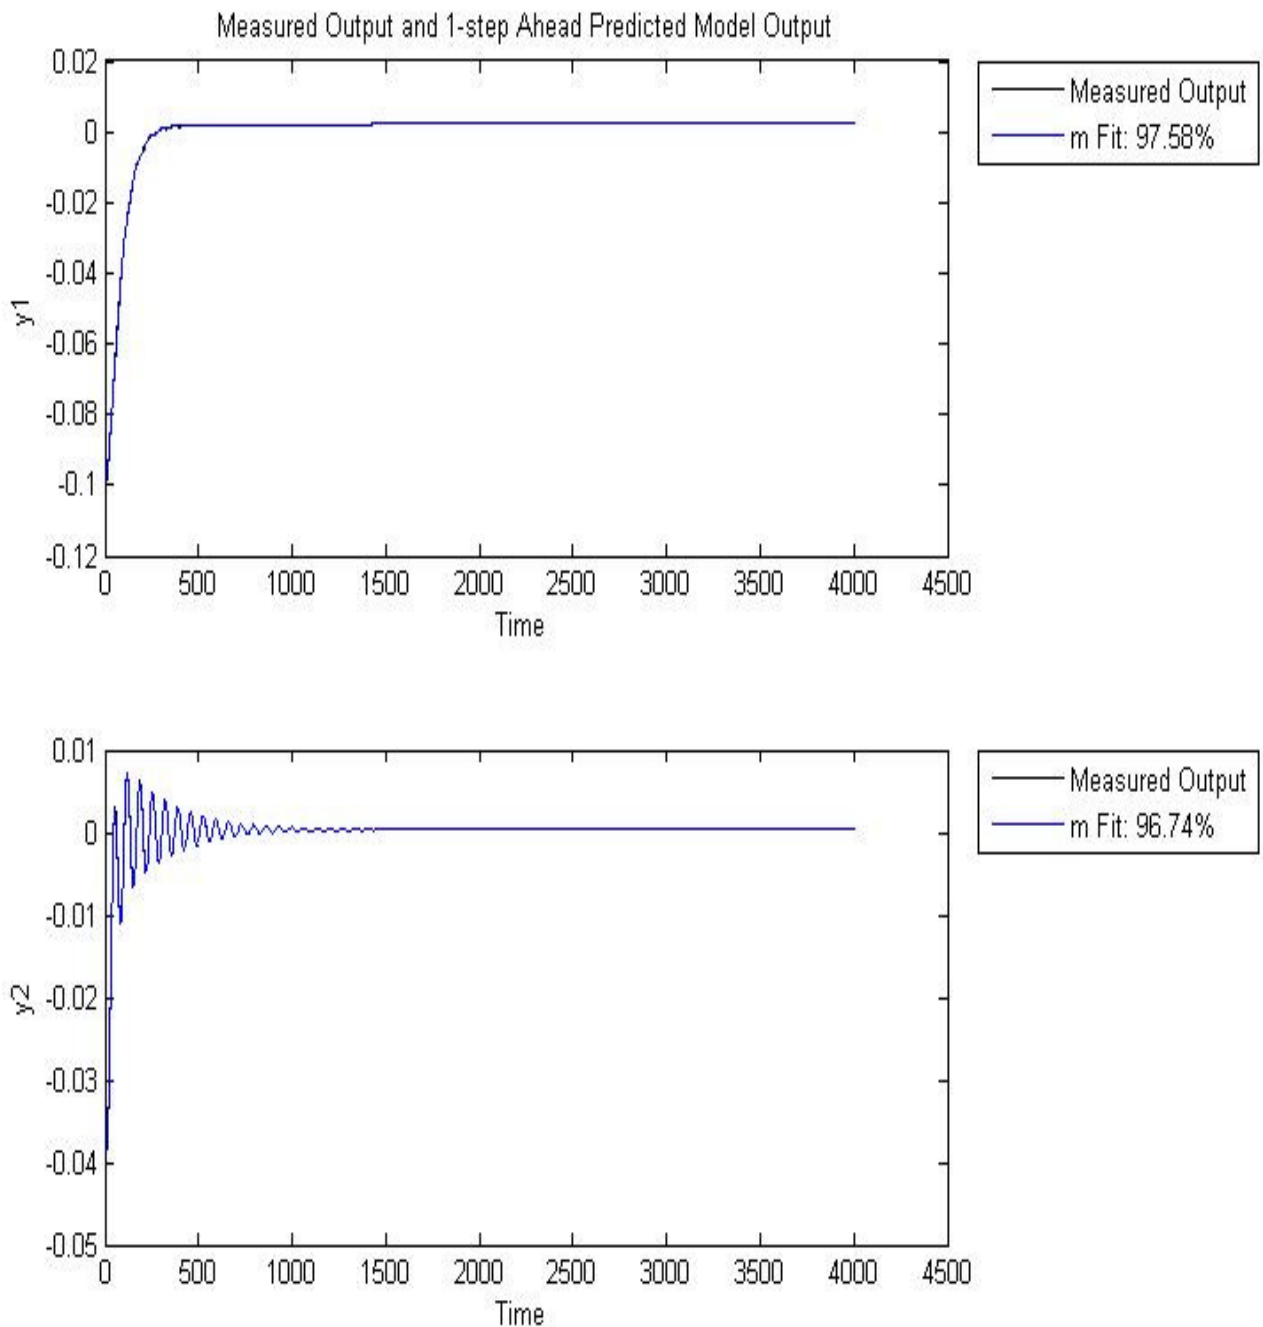 Measured Output and 1-step Ahead Predicted Model Output
0.02
0
-0.02
-0.04
-0.06
-0.08
-0.1
-0.12
y1
0 500 1000 1500 2000 2500 3000 3500 4000 4500
Time
Measured Output
m Fit: 97.58%
0.01
0
-0.01
-0.02
-0.03
-0.04
-0.05
y2
0 500 1000 1500 2000 2500 3000 3500 4000 4500
Time
Measured Output
m Fit: 96.74%